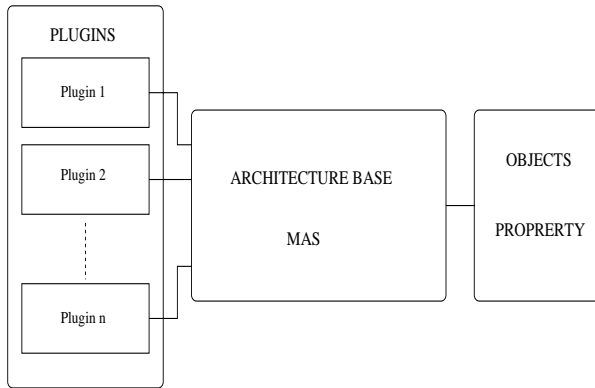 PLUGINS
Plugin 1
Plugin 2
Plugin n
ARCHITECTURE BASE
MAS
OBJECTS
PROPRERTY